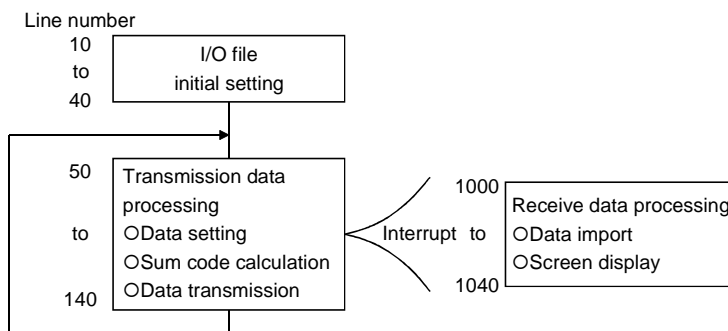 Line number
10
to
40
I/O file
initial setting
50
to
140
Transmission data
processing
○Data setting
○Sum code calculation
○Data transmission
Interrupt
1000
to
1040
Receive data processing
○Data import
○Screen display